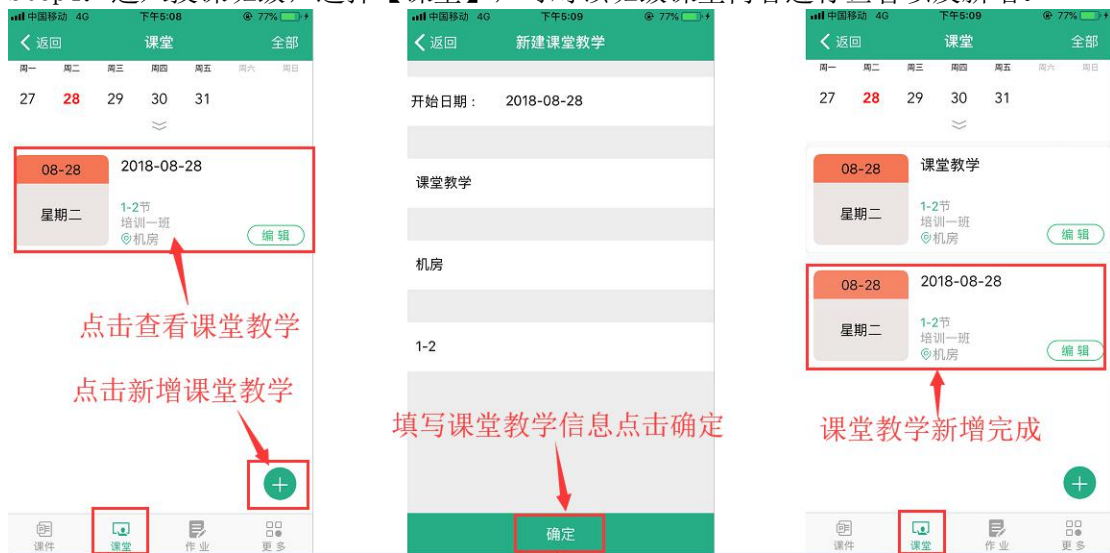 中国移动 4G 下午5:08 77%
返回 课堂 全部
周一 周二 周三 周四 周五 周六 周日
27 28 29 30 31
08-28 2018-08-28
星期二
1-2节
培训一班
机房
编辑
点击查看课堂教学
点击新增课堂教学
课件 课堂 作业 更多
中国移动 4G 下午5:09 77%
返回 新建课堂教学
开始日期： 2018-08-28
课堂教学
机房
1-2
填写课堂教学信息点击确定
确定
中国移动 4G 下午5:09 77%
返回 课堂 全部
周一 周二 周三 周四 周五 周六 周日
27 28 29 30 31
08-28 课堂教学
星期二
1-2节
培训一班
机房
编辑
08-28 2018-08-28
星期二
1-2节
培训一班
机房
编辑
课堂教学新增完成
课件 课堂 作业 更多